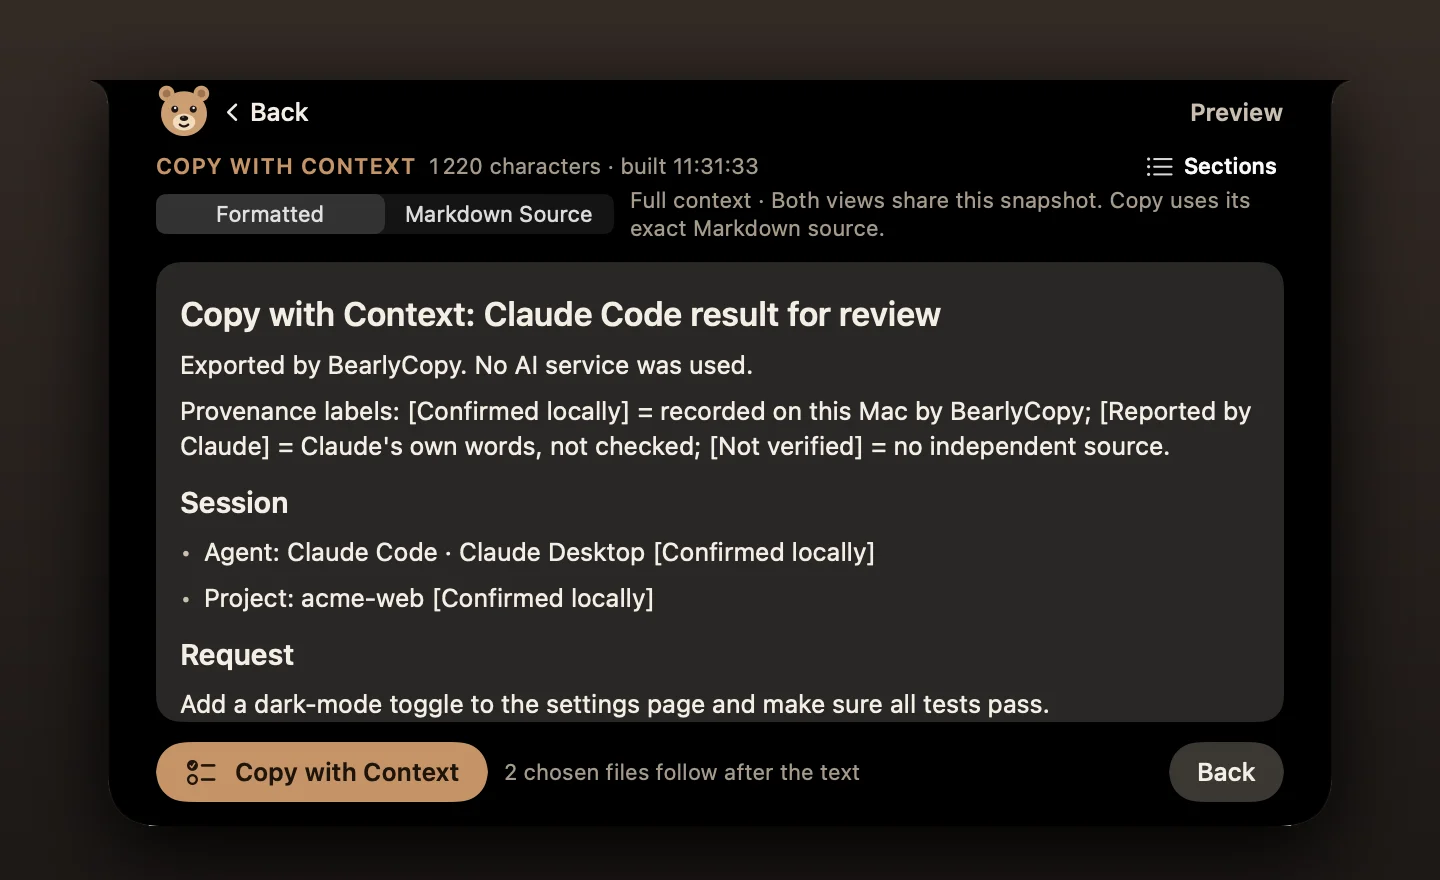 Back
Preview
COPY WITH CONTEXT 1 220 characters · built 11:31:33
Sections
Formatted
Markdown Source
Full context · Both views share this snapshot. Copy uses its
exact Markdown source.
Copy with Context: Claude Code result for review
Exported by BearlyCopy. No AI service was used.
Provenance labels: [Confirmed locally] = recorded on this Mac by BearlyCopy; [Reported by
Claude] = Claude's own words, not checked; [Not verified] = no independent source.
Session
• Agent: Claude Code · Claude Desktop [Confirmed locally]
• Project: acme-web [Confirmed locally]
Request
Add a dark-mode toggle to the settings page and make sure all tests pass.
Copy with Context
2 chosen files follow after the text
Back